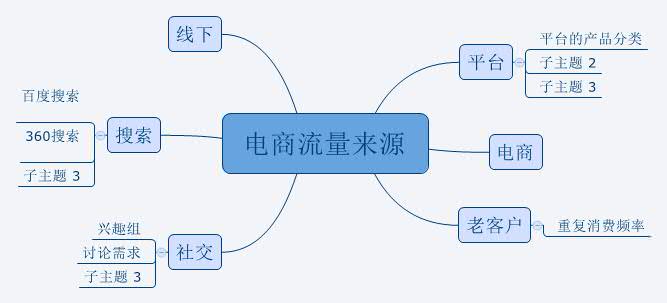 电商流量来源
线下
搜索
百度搜索
360搜索
子主题 3
社交
兴趣组
讨论需求
子主题 3
平台
平台的产品分类
子主题 2
子主题 3
电商
老客户
重复消费频率